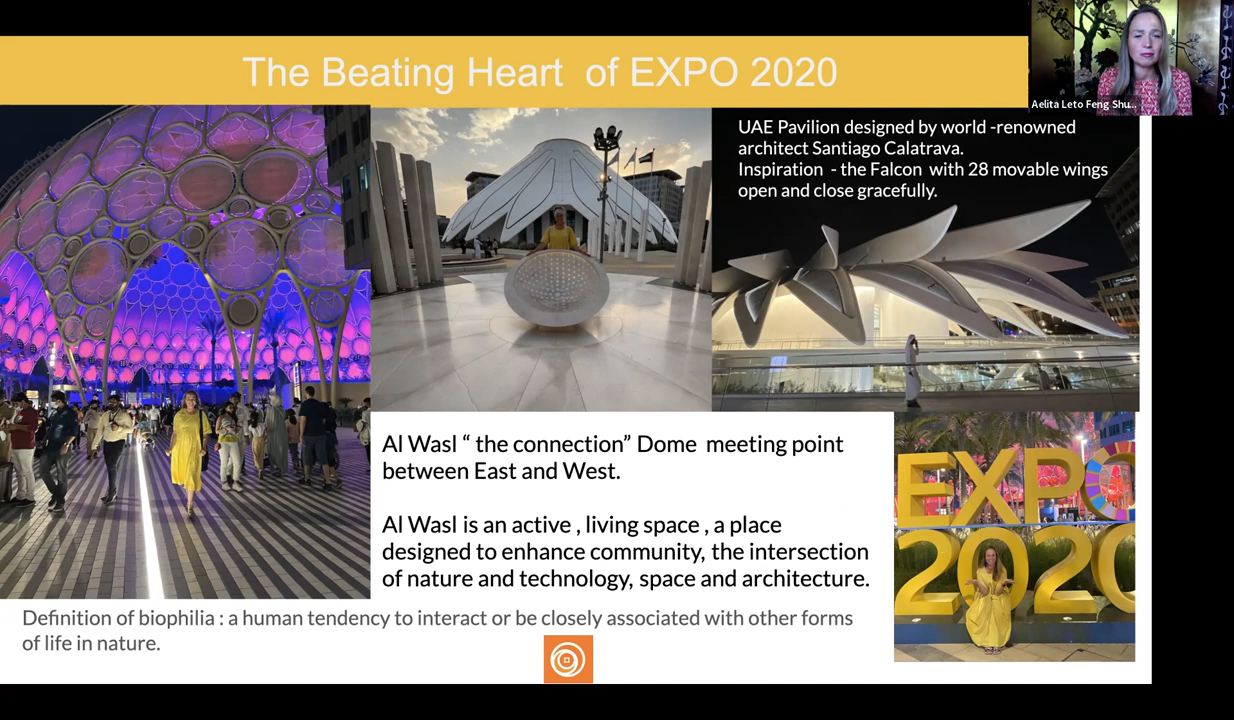 The Beating Heart of EXPO 2020
Aelita Leto Feng Shu...
UAE Pavilion designed by world -renowned
architect Santiago Calatrava.
Inspiration - the Falcon with 28 movable wings
open and close gracefully.
Al Wasl “ the connection” Dome meeting point
between East and West.
Al Wasl is an active , living space , a place
designed to enhance community, the intersection
of nature and technology, space and architecture.
EXPO
2020
Definition of biophilia : a human tendency to interact or be closely associated with other forms
of life in nature.